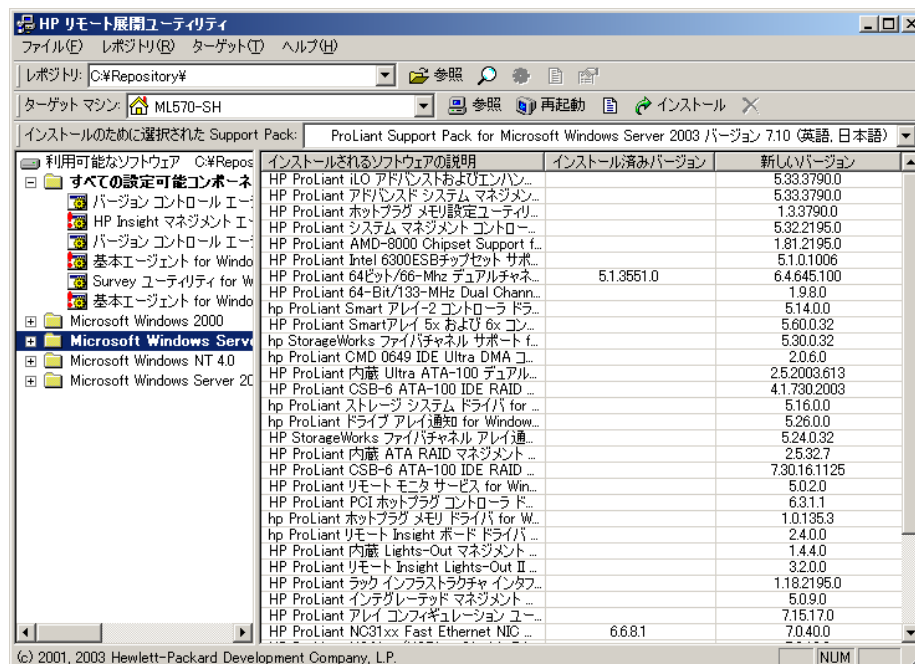 HP リモート展開ユーティリティ
ファイル(F) レポジトリ(R) ターゲット(T) ヘルプ(H)
レポジトリ: C:¥Repository¥ 参照
ターゲット マシン: ML570-SH 参照 再起動 インストール
インストールのために選択された Support Pack: ProLiant Support Pack for Microsoft Windows Server 2003 バージョン 7.10 (英語, 日本語)
利用可能なソフトウェア C:¥Repos
すべての設定可能コンポーネ
バージョン コントロール エー
HP Insight マネジメント エー
バージョン コントロール エー
基本エージェント for Windo
Survey ユーティリティ for W
基本エージェント for Windo
Microsoft Windows 2000
Microsoft Windows Serve
Microsoft Windows NT 4.0
Microsoft Windows Server 20
インストールされるソフトウェアの説明 インストール済みバージョン 新しいバージョン
HP ProLiant iLO アドバンストおよびエンハン... 5.33.3790.0
HP ProLiant アドバンスド システム マネジメン... 5.33.3790.0
HP ProLiant ホットプラグ メモリ設定ユーティリ... 1.3.3790.0
HP ProLiant システム マネジメント コントロー... 5.32.2195.0
HP ProLiant AMD-8000 Chipset Support f... 1.81.2195.0
HP ProLiant Intel 6300ESBチップセット サポ... 5.1.0.1006
HP ProLiant 64ビット/66-Mhz デュアルチャネ... 5.1.3551.0 6.4.645.100
HP ProLiant 64-Bit/133-MHz Dual Chann... 1.9.8.0
hp ProLiant Smart アレイ-2 コントローラ ドラ... 5.14.0.0
HP ProLiant Smartアレイ 5x および 6x コン... 5.60.0.32
hp StorageWorks ファイバチャネル サポート f... 5.30.0.32
hp ProLiant CMD 0649 IDE Ultra DMA コ... 2.0.6.0
HP ProLiant 内蔵 Ultra ATA-100 デュアル... 2.5.2003.613
HP ProLiant CSB-6 ATA-100 IDE RAID ... 4.1.730.2003
hp ProLiant ストレージ システム ドライバ for ... 5.16.0.0
hp ProLiant ドライブ アレイ通知 for Window... 5.26.0.0
HP StorageWorks ファイバチャネル アレイ通... 5.24.0.32
HP ProLiant 内蔵 ATA RAID マネジメント ... 2.5.32.7
HP ProLiant CSB-6 ATA-100 IDE RAID ... 7.30.16.1125
HP ProLiant リモート モニタ サービス for Win... 5.0.2.0
HP ProLiant PCI ホットプラグ コントローラ ド... 6.3.1.1
hp ProLiant ホットプラグ メモリ ドライバ for W... 1.0.135.3
hp ProLiant リモート Insight ボード ドライバ ... 2.4.0.0
HP ProLiant 内蔵 Lights-Out マネジメント ... 1.4.4.0
HP ProLiant リモート Insight Lights-Out II ... 3.2.0.0
HP ProLiant ラック インフラストラクチャ インタフ... 1.18.2195.0
HP ProLiant インテグレーテッド マネジメント ... 5.0.9.0
HP ProLiant アレイ コンフィギュレーション ユー... 7.15.17.0
HP ProLiant NC31xx Fast Ethernet NIC ... 6.6.8.1 7.0.40.0
(c) 2001, 2003 Hewlett-Packard Development Company, L.P. NUM